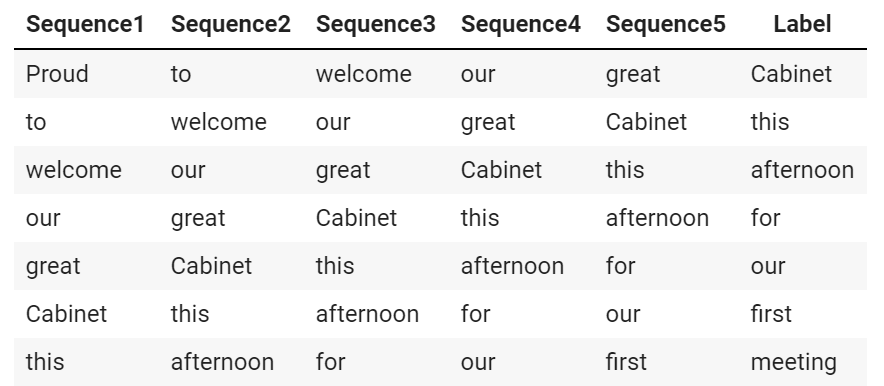 Sequence1 Sequence2 Sequence3 Sequence4 Sequence5 Label
Proud to welcome our great Cabinet
to welcome our great Cabinet this
welcome our great Cabinet this afternoon
our great Cabinet this afternoon for
great Cabinet this afternoon for our
Cabinet this afternoon for our first
this afternoon for our first meeting